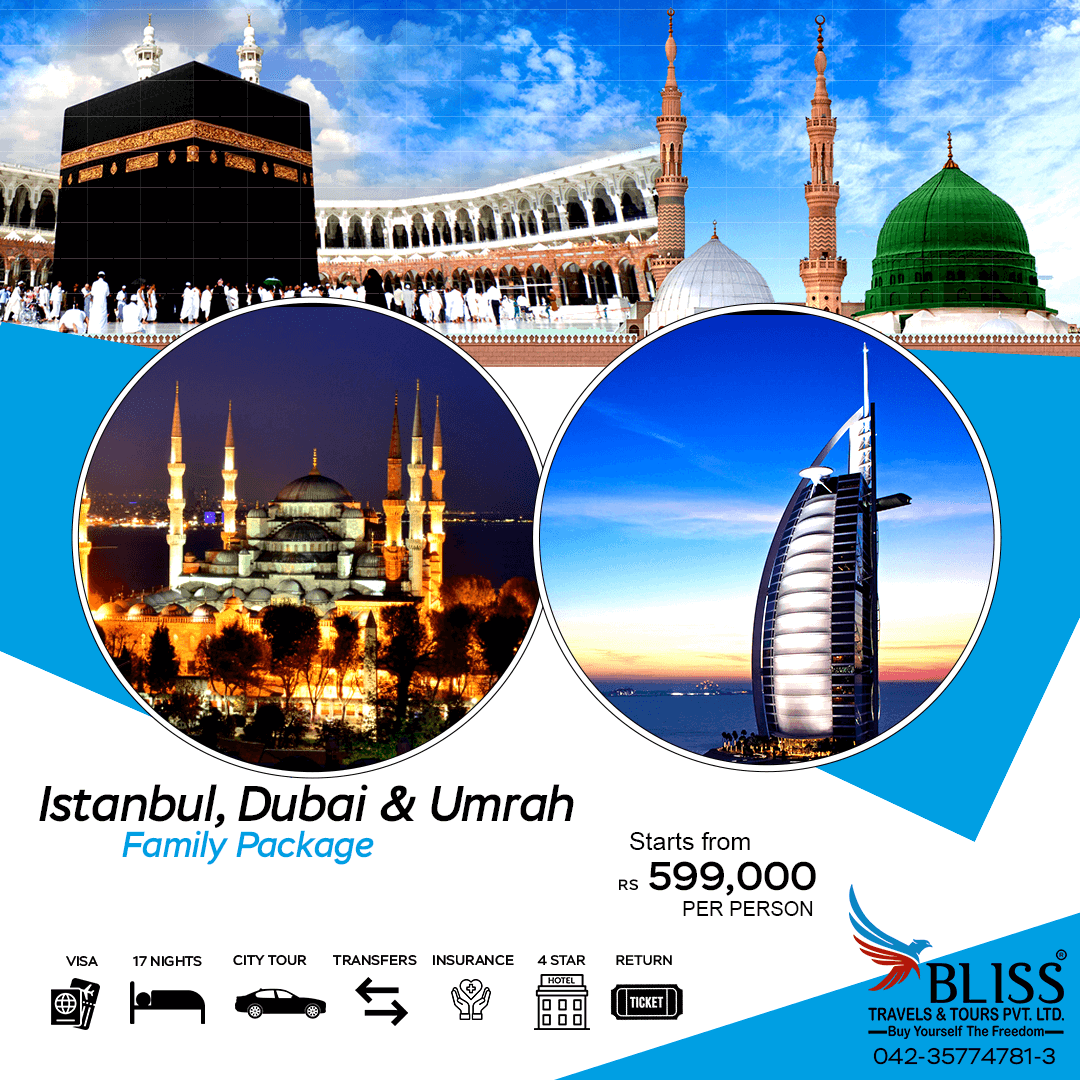 Istanbul, Dubai & Umrah
Family Package
Starts from
RS 599,000
PER PERSON
VISA
17 NIGHTS
CITY TOUR
TRANSFERS
INSURANCE
4 STAR
RETURN
HOTEL
TICKET
BLISS®
TRAVELS & TOURS PVT. LTD.
Buy Yourself The Freedom
042-35774781-3